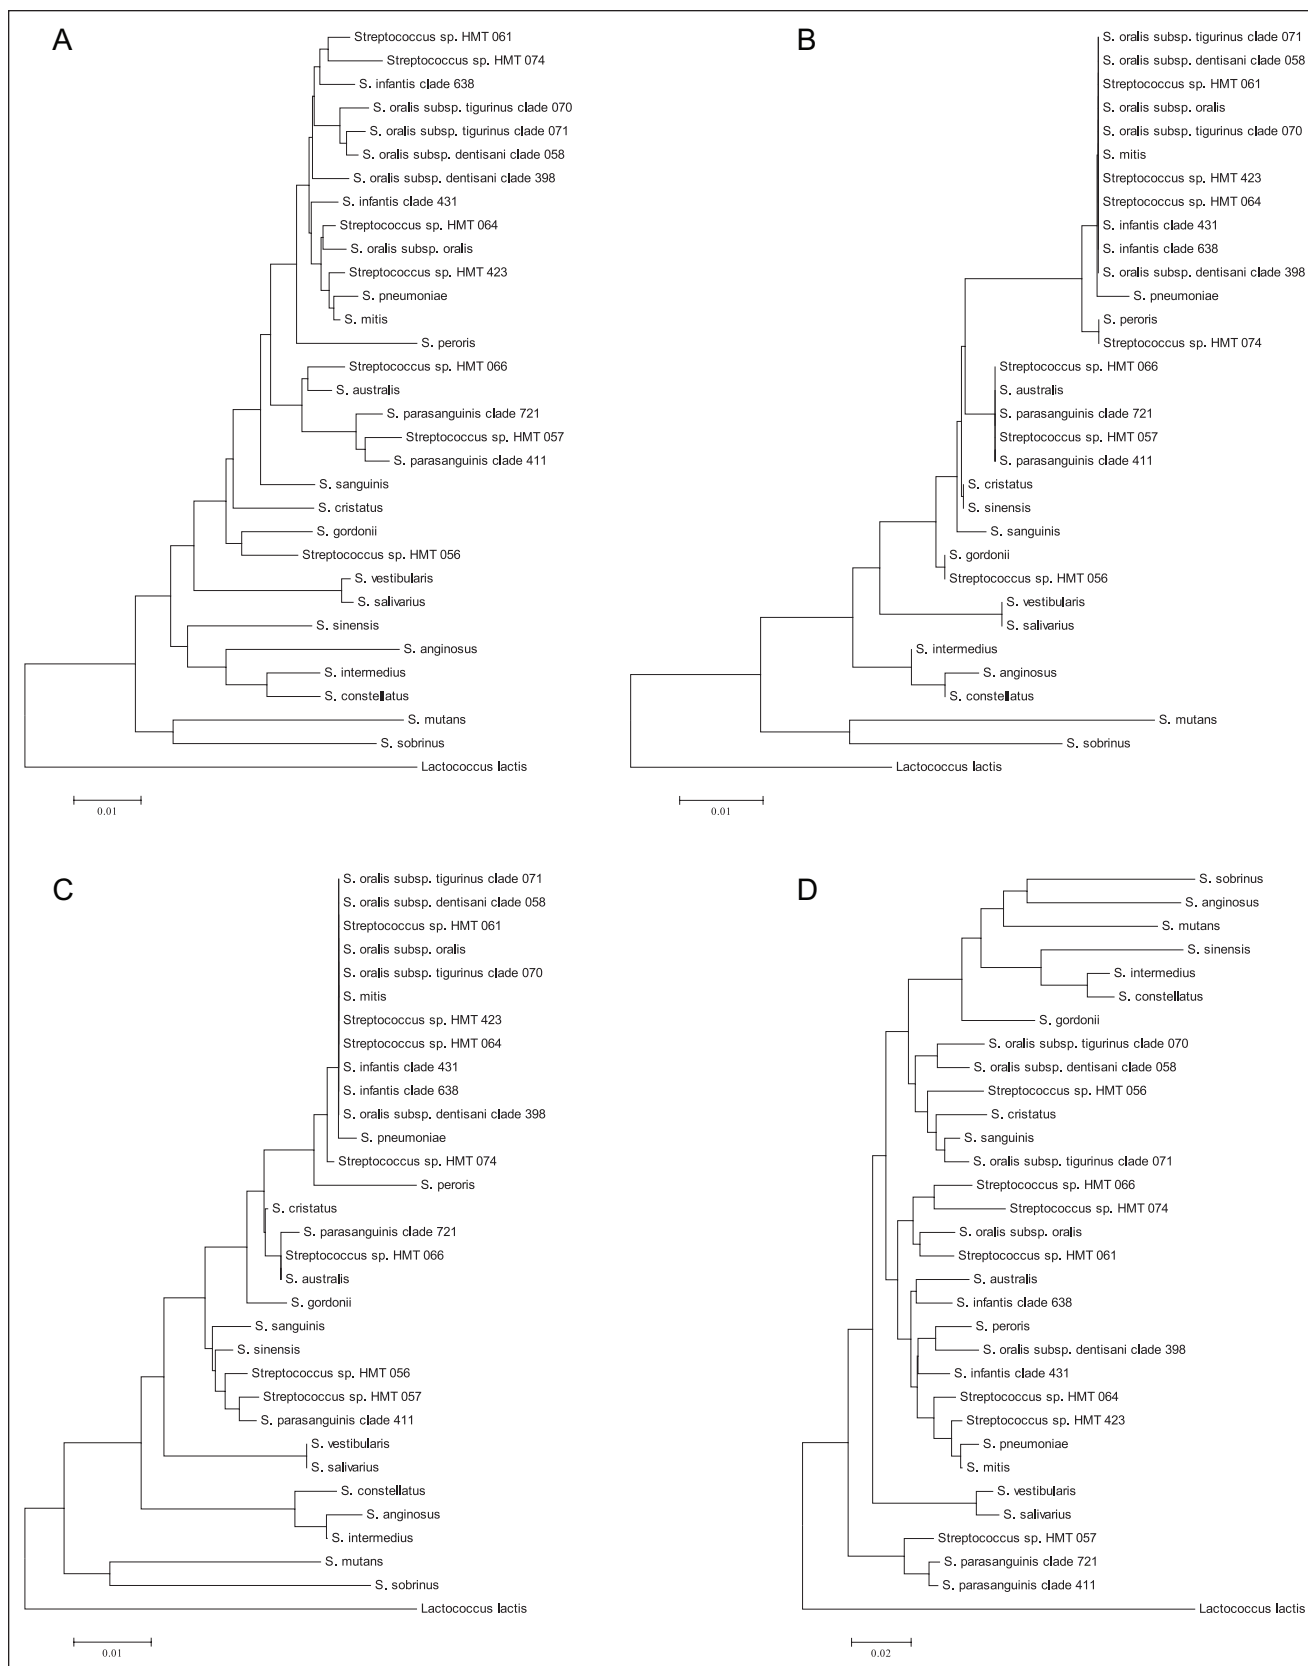 A
Streptococcus sp. HMT 061
Streptococcus sp. HMT 074
S. infantis clade 638
S. oralis subsp. tigurinus clade 070
S. oralis subsp. tigurinus clade 071
S. oralis subsp. dentisani clade 058
S. oralis subsp. dentisani clade 398
S. infantis clade 431
Streptococcus sp. HMT 064
S. oralis subsp. oralis
Streptococcus sp. HMT 423
S. pneumoniae
S. mitis
S. peroris
Streptococcus sp. HMT 066
S. australis
S. parasanguinis clade 721
Streptococcus sp. HMT 057
S. parasanguinis clade 411
S. sanguinis
S. cristatus
S. gordonii
Streptococcus sp. HMT 056
S. vestibularis
S. salivarius
S. sinensis
S. anginosus
S. intermedius
S. constellatus
S. mutans
S. sobrinus
Lactococcus lactis
0.01
B
S. oralis subsp. tigurinus clade 071
S. oralis subsp. dentisani clade 058
Streptococcus sp. HMT 061
S. oralis subsp. oralis
S. oralis subsp. tigurinus clade 070
S. mitis
Streptococcus sp. HMT 423
Streptococcus sp. HMT 064
S. infantis clade 431
S. infantis clade 638
S. oralis subsp. dentisani clade 398
S. pneumoniae
S. peroris
Streptococcus sp. HMT 074
Streptococcus sp. HMT 066
S. australis
S. parasanguinis clade 721
Streptococcus sp. HMT 057
S. parasanguinis clade 411
S. cristatus
S. sinensis
S. sanguinis
S. gordonii
Streptococcus sp. HMT 056
S. vestibularis
S. salivarius
S. intermedius
S. anginosus
S. constellatus
S. mutans
S. sobrinus
Lactococcus lactis
0.01
C
S. oralis subsp. tigurinus clade 071
S. oralis subsp. dentisani clade 058
Streptococcus sp. HMT 061
S. oralis subsp. oralis
S. oralis subsp. tigurinus clade 070
S. mitis
Streptococcus sp. HMT 423
Streptococcus sp. HMT 064
S. infantis clade 431
S. infantis clade 638
S. oralis subsp. dentisani clade 398
S. pneumoniae
Streptococcus sp. HMT 074
S. peroris
S. cristatus
S. parasanguinis clade 721
Streptococcus sp. HMT 066
S. australis
S. gordonii
S. sanguinis
S. sinensis
Streptococcus sp. HMT 056
Streptococcus sp. HMT 057
S. parasanguinis clade 411
S. vestibularis
S. salivarius
S. constellatus
S. anginosus
S. intermedius
S. mutans
S. sobrinus
Lactococcus lactis
0.01
D
S. sobrinus
S. anginosus
S. mutans
S. sinensis
S. intermedius
S. constellatus
S. gordonii
S. oralis subsp. tigurinus clade 070
S. oralis subsp. dentisani clade 058
Streptococcus sp. HMT 056
S. cristatus
S. sanguinis
S. oralis subsp. tigurinus clade 071
Streptococcus sp. HMT 066
Streptococcus sp. HMT 074
S. oralis subsp. oralis
Streptococcus sp. HMT 061
S. australis
S. infantis clade 638
S. peroris
S. oralis subsp. dentisani clade 398
S. infantis clade 431
Streptococcus sp. HMT 064
Streptococcus sp. HMT 423
S. pneumoniae
S. mitis
S. vestibularis
S. salivarius
Streptococcus sp. HMT 057
S. parasanguinis clade 721
S. parasanguinis clade 411
Lactococcus lactis
0.02